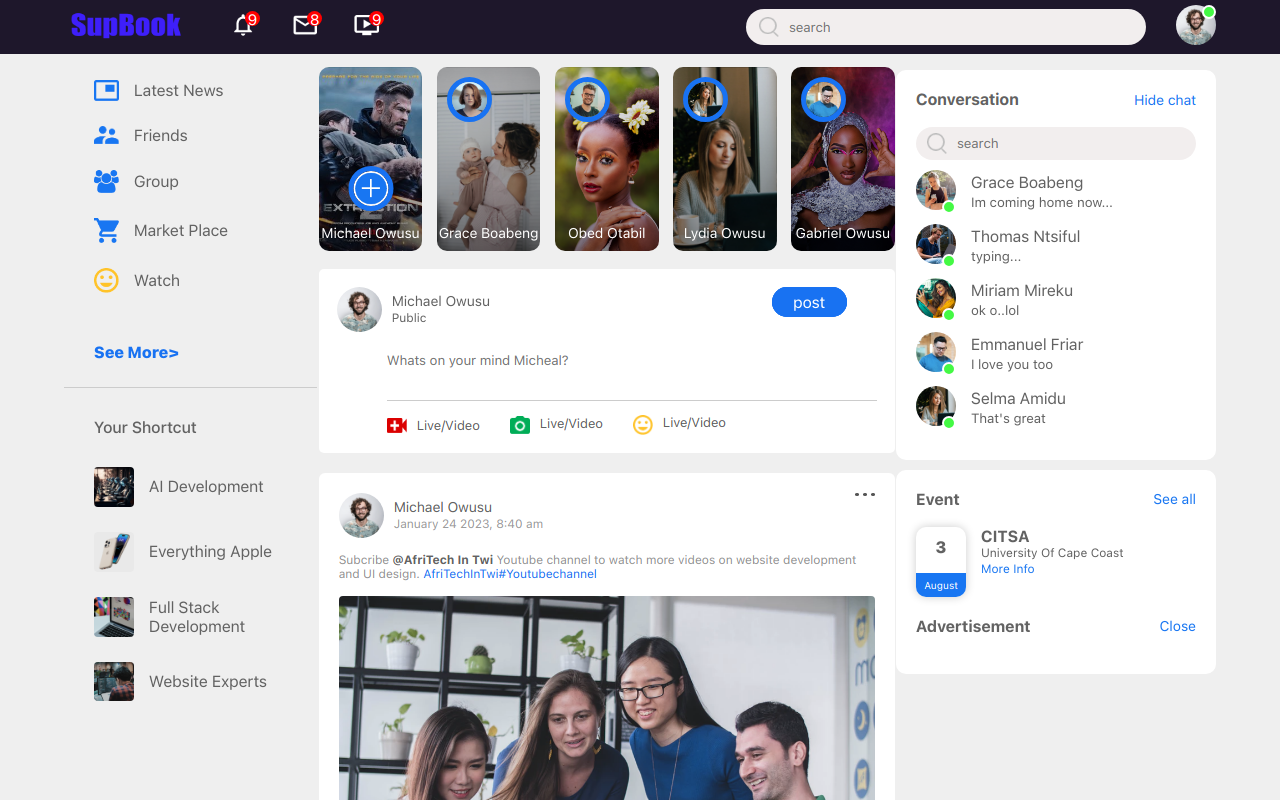 SupBook
9
8
9
search
Latest News
Friends
Group
Market Place
Watch
See More>
Your Shortcut
AI Development
Everything Apple
Full Stack
Development
Website Experts
Michael Owusu
Grace Boabeng
Obed Otabil
Lydia Owusu
Gabriel Owusu
Michael Owusu
Public
post
Whats on your mind Micheal?
Live/Video
Live/Video
Live/Video
Michael Owusu
January 24 2023, 8:40 am
Subcribe @AfriTech In Twi Youtube channel to watch more videos on website development
and UI design. AfriTechInTwi#Youtubechannel
Conversation
Hide chat
search
Grace Boabeng
Im coming home now...
Thomas Ntsiful
typing...
Miriam Mireku
ok o..lol
Emmanuel Friar
I love you too
Selma Amidu
That's great
Event
See all
3
August
CITSA
University Of Cape Coast
More Info
Advertisement
Close